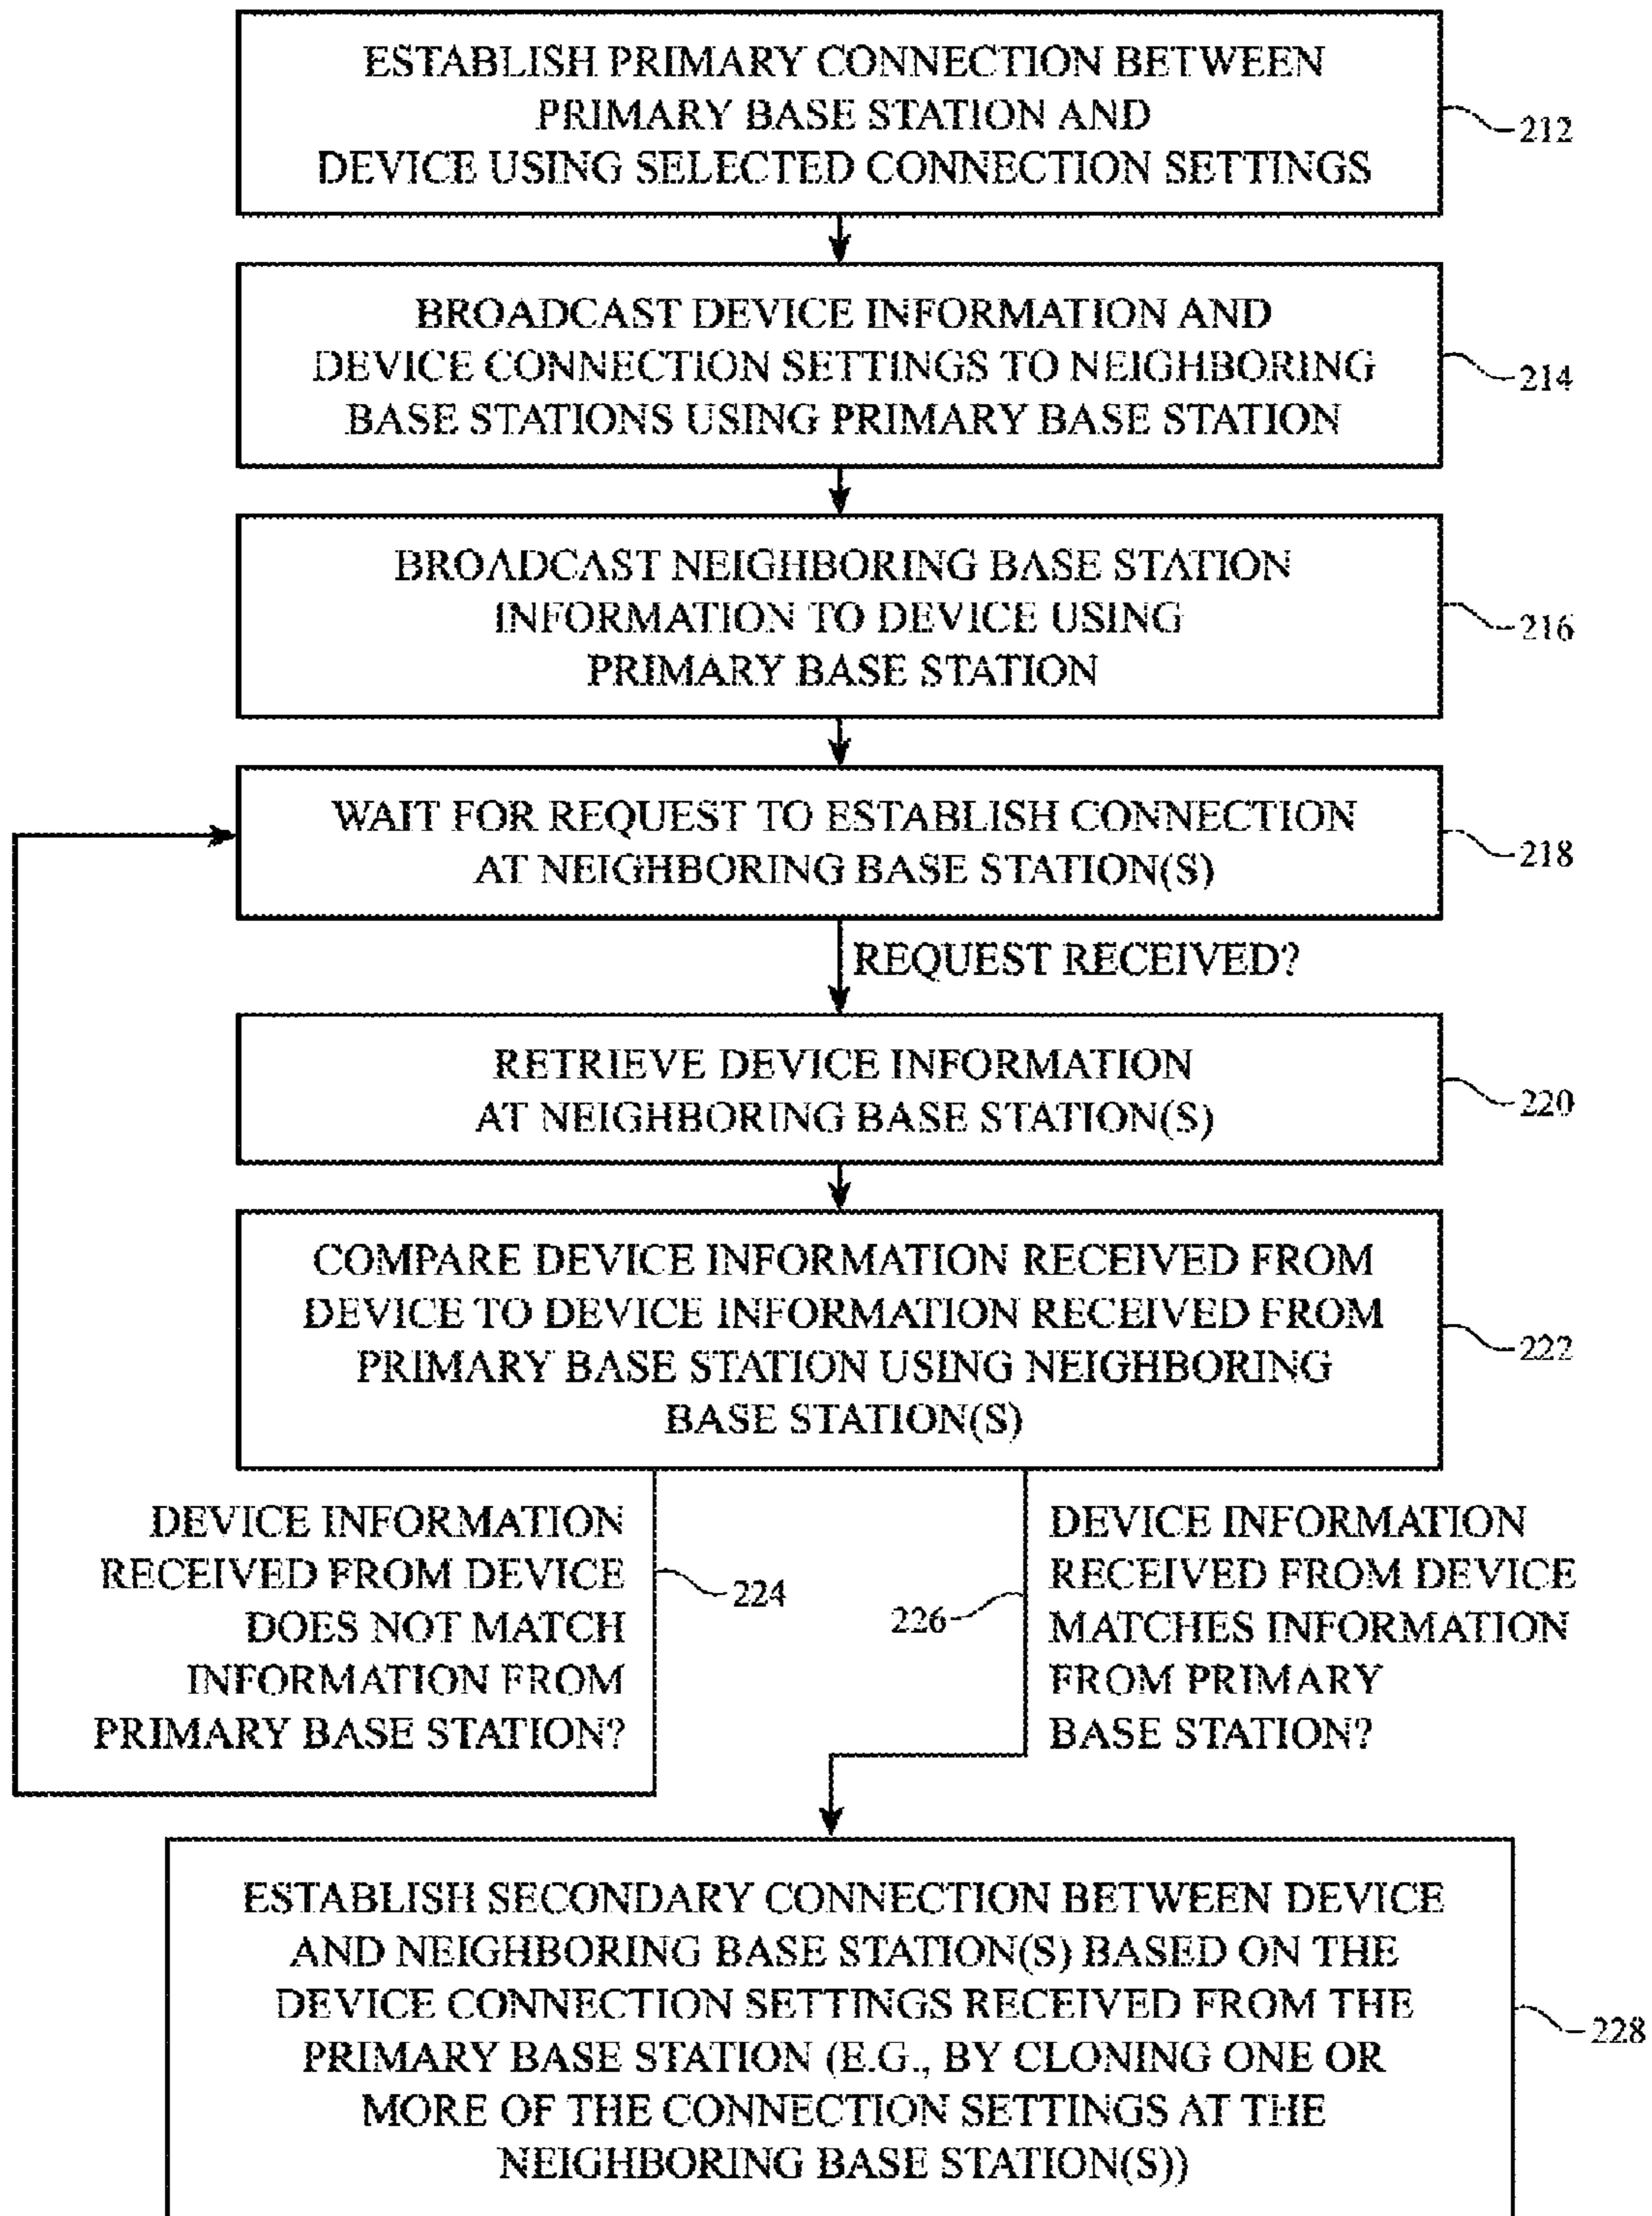 ESTABLISH PRIMARY CONNECTION BETWEEN
PRIMARY BASE STATION AND
DEVICE USING SELECTED CONNECTION SETTINGS
212
BROADCAST DEVICE INFORMATION AND
DEVICE CONNECTION SETTINGS TO NEIGHBORING
BASE STATIONS USING PRIMARY BASE STATION
214
BROADCAST NEIGHBORING BASE STATION
INFORMATION TO DEVICE USING
PRIMARY BASE STATION
216
WAIT FOR REQUEST TO ESTABLISH CONNECTION
AT NEIGHBORING BASE STATION(S)
218
REQUEST RECEIVED?
RETRIEVE DEVICE INFORMATION
AT NEIGHBORING BASE STATION(S)
220
COMPARE DEVICE INFORMATION RECEIVED FROM
DEVICE TO DEVICE INFORMATION RECEIVED FROM
PRIMARY BASE STATION USING NEIGHBORING
BASE STATION(S)
222
DEVICE INFORMATION
RECEIVED FROM DEVICE
DOES NOT MATCH
INFORMATION FROM
PRIMARY BASE STATION?
224
226
DEVICE INFORMATION
RECEIVED FROM DEVICE
MATCHES INFORMATION
FROM PRIMARY
BASE STATION?
ESTABLISH SECONDARY CONNECTION BETWEEN DEVICE
AND NEIGHBORING BASE STATION(S) BASED ON THE
DEVICE CONNECTION SETTINGS RECEIVED FROM THE
PRIMARY BASE STATION (E.G., BY CLONING ONE OR
MORE OF THE CONNECTION SETTINGS AT THE
NEIGHBORING BASE STATION(S))
228